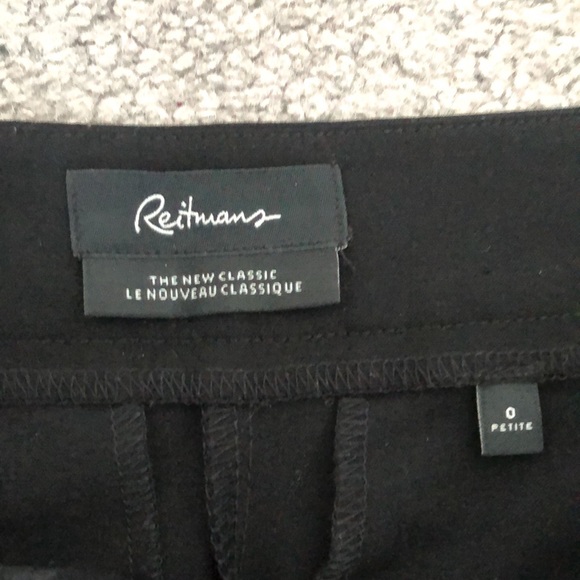 Reitmans
THE NEW CLASSIC
LE NOUVEAU CLASSIQUE
0
PETITE